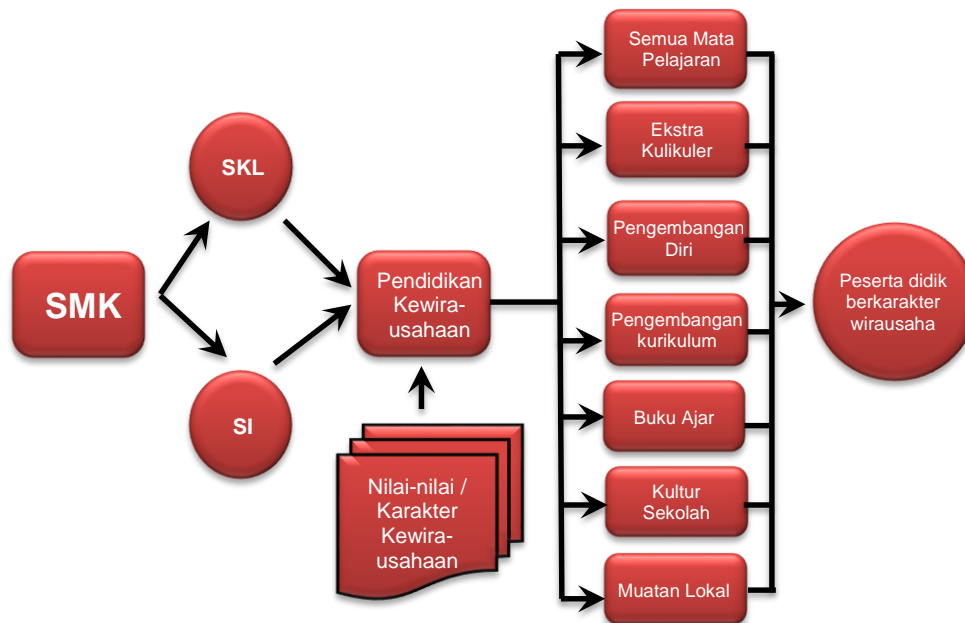 SMK
SKL
SI
Pendidikan
Kewira-
usahaan
Nilai-nilai /
Karakter
Kewira-
usahaan
Semua Mata
Pelajaran
Ekstra
Kulikuler
Pengembangan
Diri
Pengembangan
kurikulum
Buku Ajar
Kultur
Sekolah
Muatan Lokal
Peserta didik
berkarakter
wirausaha